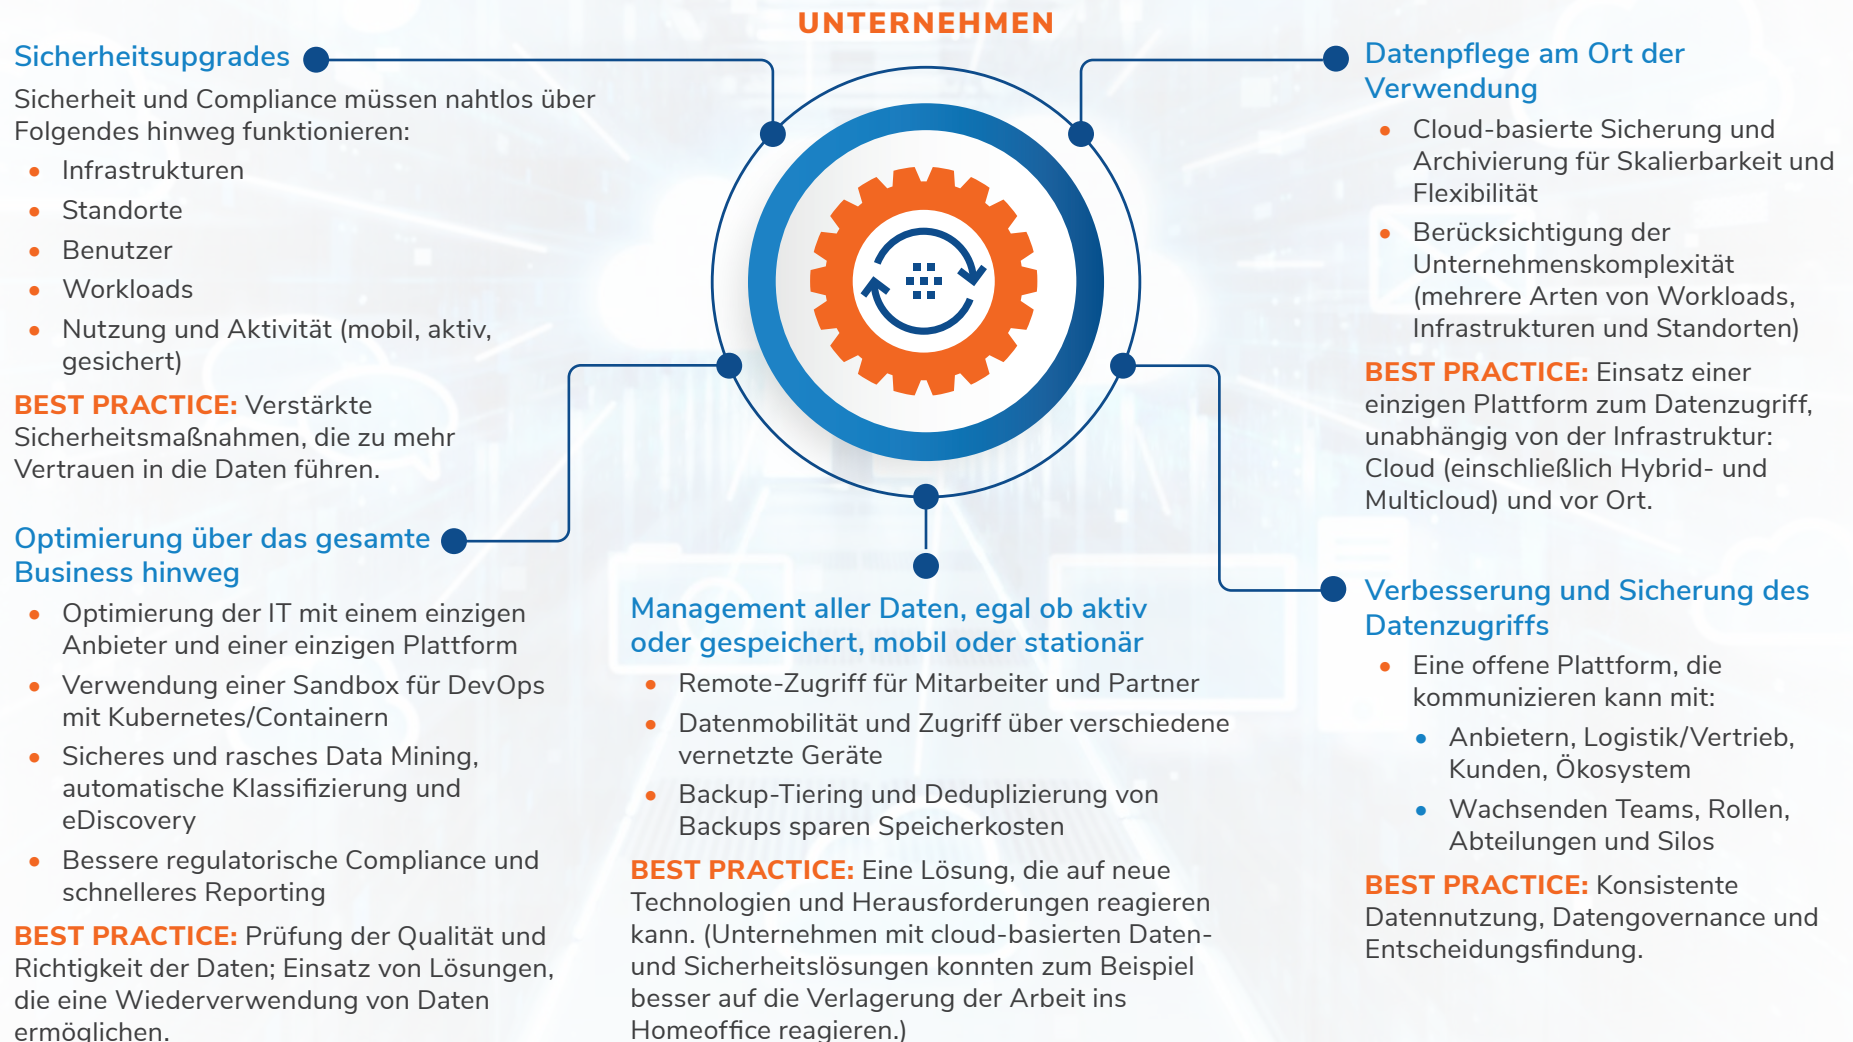 UNTERNEHMEN
Sicherheitsupgrades
Sicherheit und Compliance müssen nahtlos über
Folgendes hinweg funktionieren:
• Infrastrukturen
• Standorte
• Benutzer
• Workloads
• Nutzung und Aktivität (mobil, aktiv,
gesichert)
BEST PRACTICE: Verstärkte
Sicherheitsmaßnahmen, die zu mehr
Vertrauen in die Daten führen.
Optimierung über das gesamte
Business hinweg
• Optimierung der IT mit einem einzigen
Anbieter und einer einzigen Plattform
• Verwendung einer Sandbox für DevOps
mit Kubernetes/Containern
• Sicheres und rasches Data Mining,
automatische Klassifizierung und
eDiscovery
• Bessere regulatorische Compliance und
schnelleres Reporting
BEST PRACTICE: Prüfung der Qualität und
Richtigkeit der Daten; Einsatz von Lösungen,
die eine Wiederverwendung von Daten
ermöglichen.
Management aller Daten, egal ob aktiv
oder gespeichert, mobil oder stationär
• Remote-Zugriff für Mitarbeiter und Partner
• Datenmobilität und Zugriff über verschiedene
vernetzte Geräte
• Backup-Tiering und Deduplizierung von
Backups sparen Speicherkosten
BEST PRACTICE: Eine Lösung, die auf neue
Technologien und Herausforderungen reagieren
kann. (Unternehmen mit cloud-basierten Daten-
und Sicherheitslösungen konnten zum Beispiel
besser auf die Verlagerung der Arbeit ins
Homeoffice reagieren.)
Datenpflege am Ort der
Verwendung
• Cloud-basierte Sicherung und
Archivierung für Skalierbarkeit und
Flexibilität
• Berücksichtigung der
Unternehmenskomplexität
(mehrere Arten von Workloads,
Infrastrukturen und Standorten)
BEST PRACTICE: Einsatz einer
einzigen Plattform zum Datenzugriff,
unabhängig von der Infrastruktur:
Cloud (einschließlich Hybrid- und
Multicloud) und vor Ort.
Verbesserung und Sicherung des
Datenzugriffs
• Eine offene Plattform, die
kommunizieren kann mit:
• Anbietern, Logistik/Vertrieb,
Kunden, Ökosystem
• Wachsenden Teams, Rollen,
Abteilungen und Silos
BEST PRACTICE: Konsistente
Datennutzung, Datengovernance und
Entscheidungsfindung.